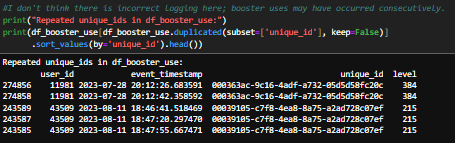 #I don't think there is incorrect logging here; booster uses may have occurred consecutively.
print("Repeated unique_ids in df_booster_use:")
print(df_booster_use[df_booster_use.duplicated(subset=['unique_id'], keep=False)]
.sort_values(by='unique_id').head())
Repeated unique_ids in df_booster_use:
user_id event_timestamp unique_id level
274856 11981 2023-07-28 20:12:26.683591 000363ac-9c16-4adf-a732-05d5d58fc20c 384
274858 11981 2023-07-28 20:12:42.358592 000363ac-9c16-4adf-a732-05d5d58fc20c 384
243589 43509 2023-08-11 18:46:41.518469 00039105-c7f8-4ea8-8a75-a2ad728c07ef 215
243587 43509 2023-08-11 18:47:20.297470 00039105-c7f8-4ea8-8a75-a2ad728c07ef 215
243585 43509 2023-08-11 18:47:55.667471 00039105-c7f8-4ea8-8a75-a2ad728c07ef 215